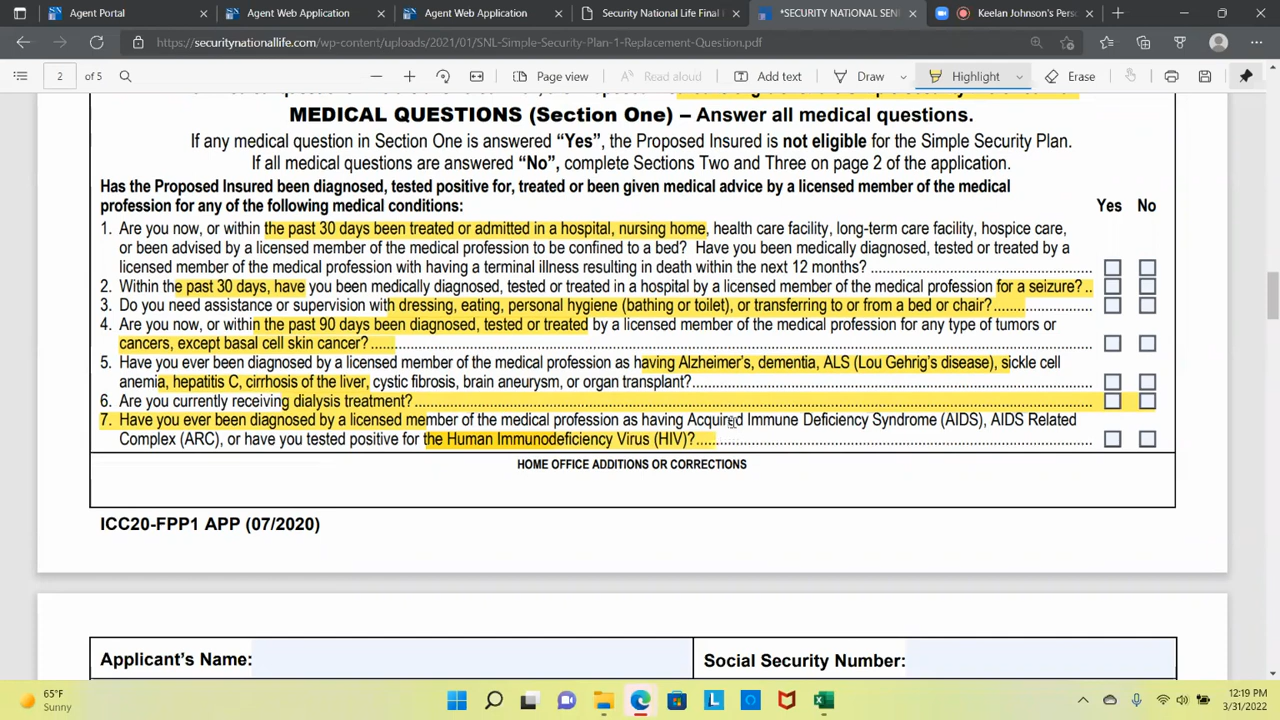 Agent Portal
Agent Web Application
Agent Web Application
Security National Life Final
*SECURITY NATIONAL SEN
Keelan Johnson's Pers
https://securitynationallife.com/wp-content/uploads/2021/01/SNL-Simple-Security-Plan-1-Replacement-Question.pdf
2 of 5
Page view
Read aloud
Add text
Draw
Highlight
Erase
MEDICAL QUESTIONS (Section One) – Answer all medical questions.
If any medical question in Section One is answered “Yes”, the Proposed Insured is not eligible for the Simple Security Plan.
If all medical questions are answered “No”, complete Sections Two and Three on page 2 of the application.
Has the Proposed Insured been diagnosed, tested positive for, treated or been given medical advice by a licensed member of the medical
profession for any of the following medical conditions:
Yes No
1. Are you now, or within the past 30 days been treated or admitted in a hospital, nursing home, health care facility, long-term care facility, hospice care,
or been advised by a licensed member of the medical profession to be confined to a bed? Have you been medically diagnosed, tested or treated by a
licensed member of the medical profession with having a terminal illness resulting in death within the next 12 months?
2. Within the past 30 days, have you been medically diagnosed, tested or treated in a hospital by a licensed member of the medical profession for a seizure?
3. Do you need assistance or supervision with dressing, eating, personal hygiene (bathing or toilet), or transferring to or from a bed or chair?
4. Are you now, or within the past 90 days been diagnosed, tested or treated by a licensed member of the medical profession for any type of tumors or
cancers, except basal cell skin cancer?
5. Have you ever been diagnosed by a licensed member of the medical profession as having Alzheimer's, dementia, ALS (Lou Gehrig's disease), sickle cell
anemia, hepatitis C, cirrhosis of the liver, cystic fibrosis, brain aneurysm, or organ transplant?
6. Are you currently receiving dialysis treatment?
7. Have you ever been diagnosed by a licensed member of the medical profession as having Acquired Immune Deficiency Syndrome (AIDS), AIDS Related
Complex (ARC), or have you tested positive for the Human Immunodeficiency Virus (HIV)?
HOME OFFICE ADDITIONS OR CORRECTIONS
ICC20-FPP1 APP (07/2020)
Applicant's Name:
Social Security Number:
65°F
Sunny
12:19 PM
3/31/2022